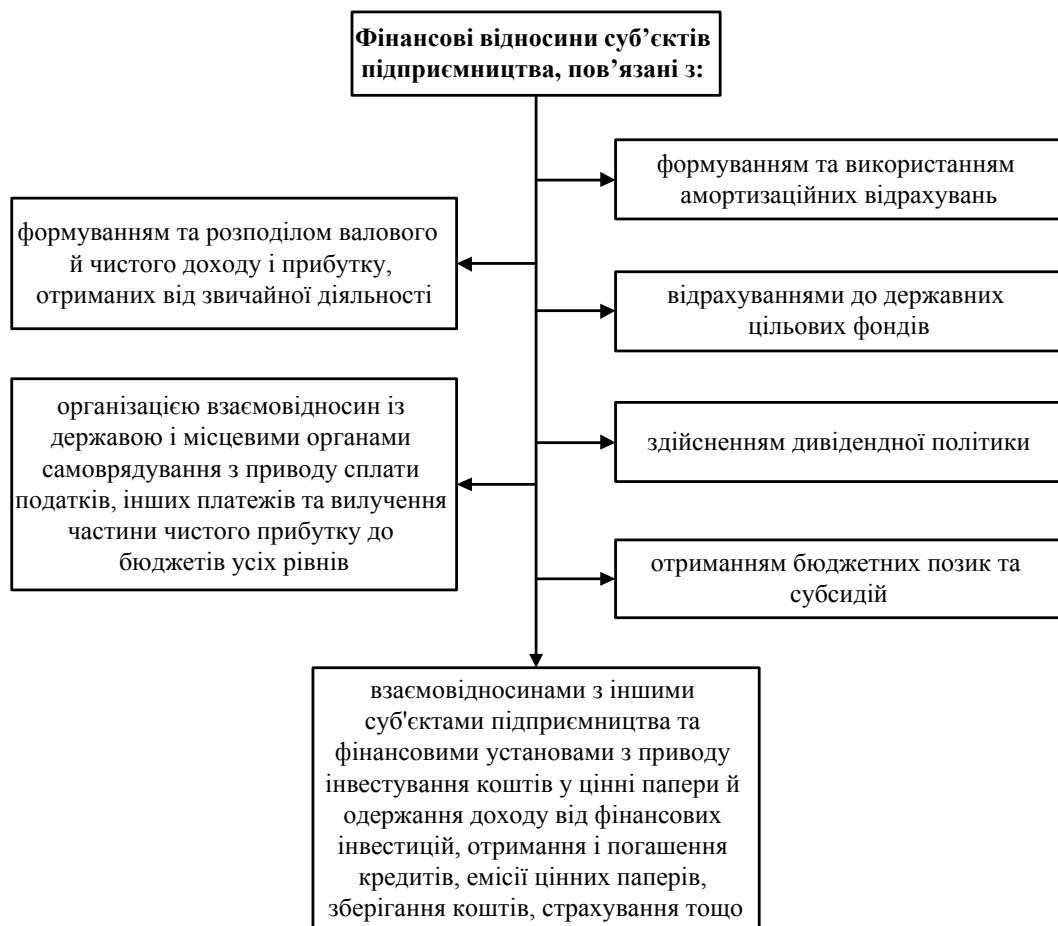 Фінансові відносини суб’єктів
підприємництва, пов’язані з:
формуванням та використанням
амортизаційних відрахувань
формуванням та розподілом валового
й чистого доходу і прибутку,
отриманих від звичайної діяльності
відрахуваннями до державних
цільових фондів
організацією взаємовідносин із
державою і місцевими органами
самоврядування з приводу сплати
податків, інших платежів та вилучення
частини чистого прибутку до
бюджетів усіх рівнів
здійсненням дивідендної політики
отриманням бюджетних позик та
субсидій
взаємовідносинами з іншими
суб'єктами підприємництва та
фінансовими установами з приводу
інвестування коштів у цінні папери й
одержання доходу від фінансових
інвестицій, отримання і погашення
кредитів, емісії цінних паперів,
зберігання коштів, страхування тощо